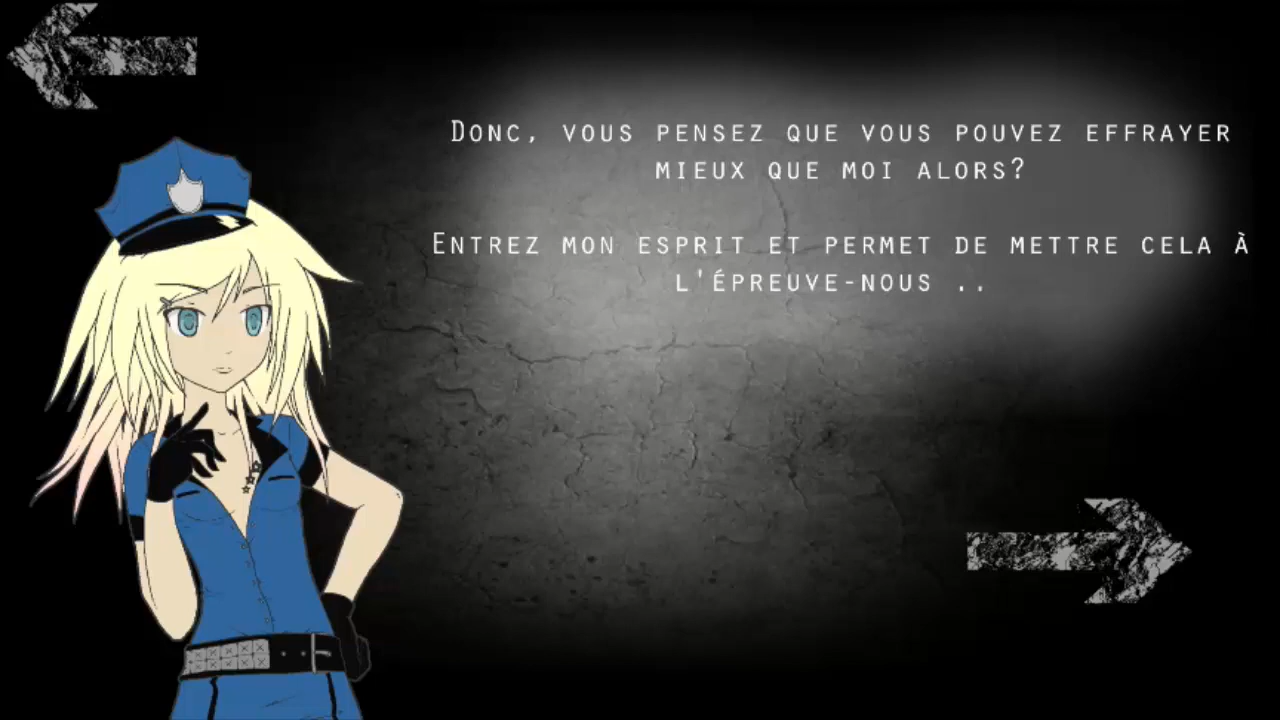 Donc, vous pensez que vous pouvez effrayer
mieux que moi alors?
Entrez mon esprit et permet de mettre cela à
l'épreuve-nous ..